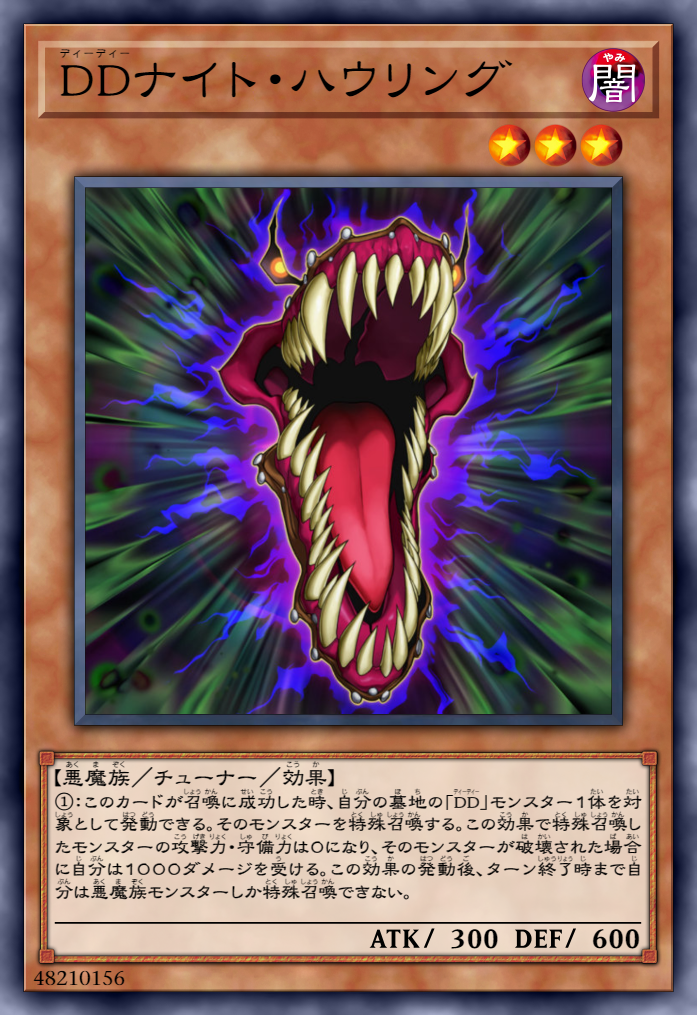 DDナイト・ハウリング
闇
【悪魔族／チューナー／効果】
①:このカードが召喚に成功した時、自分の墓地の「DD」モンスター1体を対
象として発動できる。そのモンスターを特殊召喚する。この効果で特殊召喚し
たモンスターの攻撃力・守備力は0になり、そのモンスターが破壊された場合
に自分は1000ダメージを受ける。この効果の発動後、ターン終了時まで自
分は悪魔族モンスターしか特殊召喚できない。
ATK/ 300 DEF/ 600
48210156